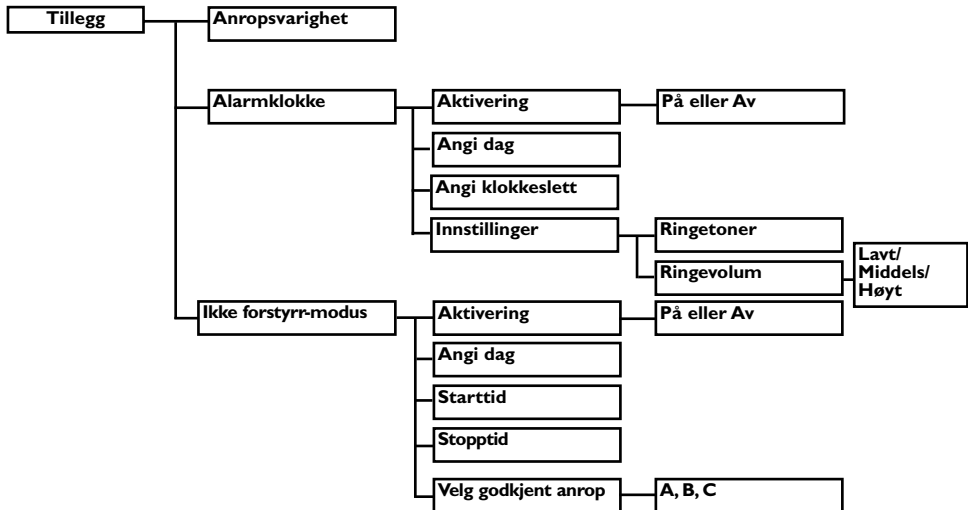 Tillegg
Anropsvarighet
Alarmklokke
Aktivering
På eller Av
Angi dag
Angi klokkeslett
Innstillinger
Ringetoner
Ringevolum
Lavt/
Middels/
Høyt
Ikke forstyrr-modus
Aktivering
På eller Av
Angi dag
Starttid
Stopptid
Velg godkjent anrop
A, B, C